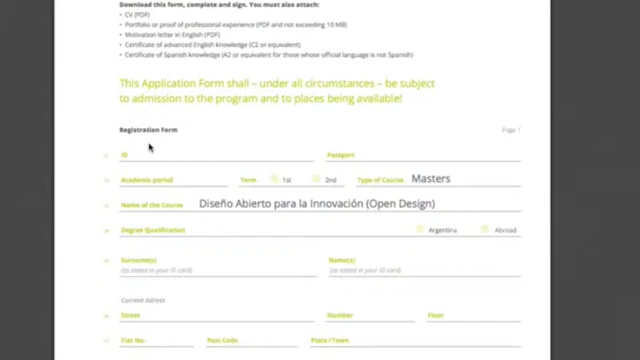 Download this form, complete and sign. You must also attach:
• CV (PDF)
• Portfolio or proof of professional experience (PDF and not exceeding 10 MB)
• Motivation letter in English (PDF)
• Certificate of advanced English knowledge (C2 or equivalent)
• Certificate of Spanish knowledge (A2 or equivalent for those whose official language is not Spanish)
This Application Form shall – under all circumstances – be subject
to admission to the program and to places being available!
Registration Form Page 1
ID Passport
Academic period Term 1st 2nd Type of Course Masters
Name of the Course Diseño Abierto para la Innovación (Open Design)
Degree Qualification Argentina Abroad
Surname(s) Name(s)
(as stated in your ID card) (as stated in your ID card)
Current Adress
Street Number Floor
Flat No. Post Code Place / Town